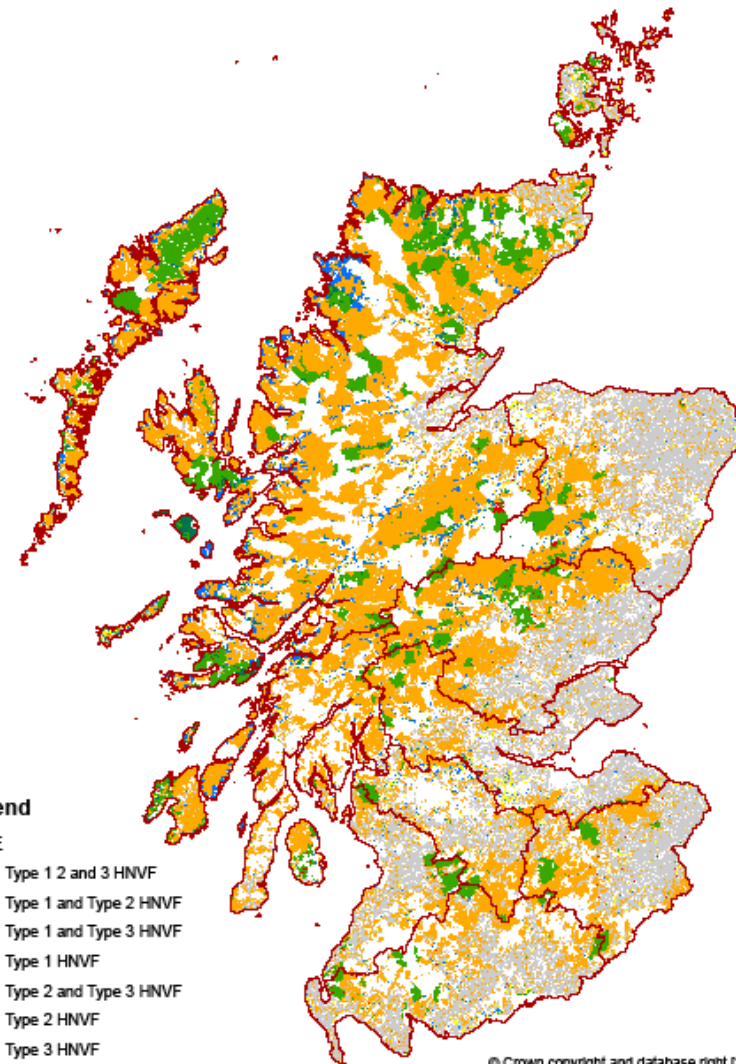 end
E
Type 1 2 and 3 HNVF
Type 1 and Type 2 HNVF
Type 1 and Type 3 HNVF
Type 1 HNVF
Type 2 and Type 3 HNVF
Type 2 HNVF
Type 3 HNVF
© Crown copyright and database right